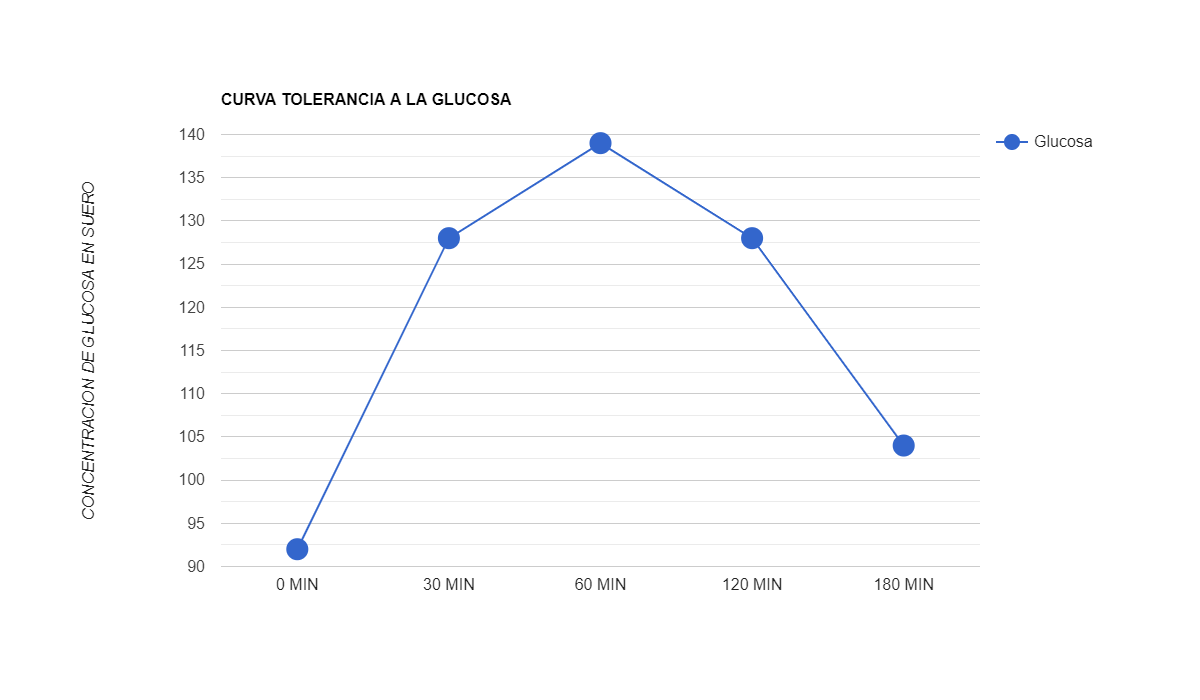 CURVA TOLERANCIA A LA GLUCOSA
CONCENTRACION DE GLUCOSA EN SUERO
140
135
130
125
120
115
110
105
100
95
90
0 MIN
30 MIN
60 MIN
120 MIN
180 MIN
Glucosa